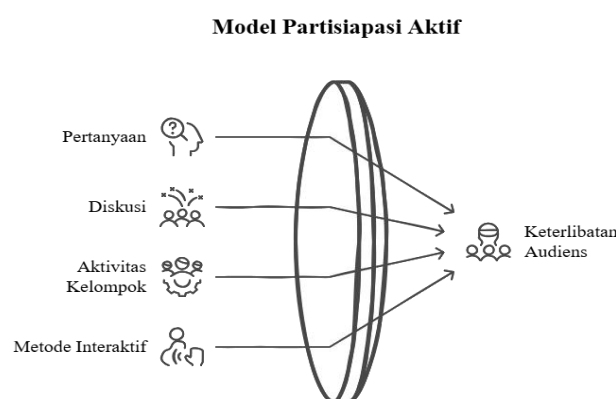 Model Partisiapasi Aktif
Pertanyaan
Diskusi
Aktivitas
Kelompok
Metode Interaktif
Keterlibatan
Audiens